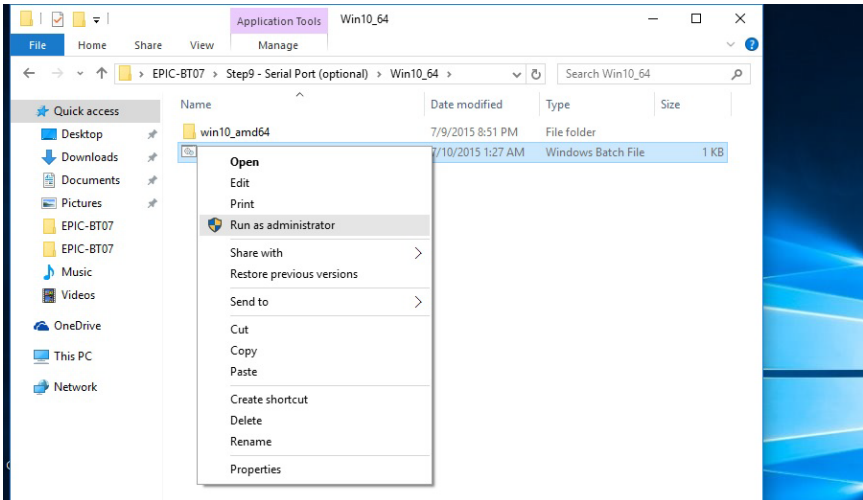 Application Tools Win10_64
File Home Share View Manage
EPIC-BT07 › Step9 - Serial Port (optional) › Win10_64 › Search Win10_64
Name Date modified Type Size
Quick access
Desktop
Downloads
Documents
Pictures
EPIC-BT07
EPIC-BT07
Music
Videos
OneDrive
This PC
Network
win10_amd64 7/9/2015 8:51 PM File folder
7/10/2015 1:27 AM Windows Batch File 1 KB
Open
Edit
Print
Run as administrator
Share with
Restore previous versions
Send to
Cut
Copy
Paste
Create shortcut
Delete
Rename
Properties